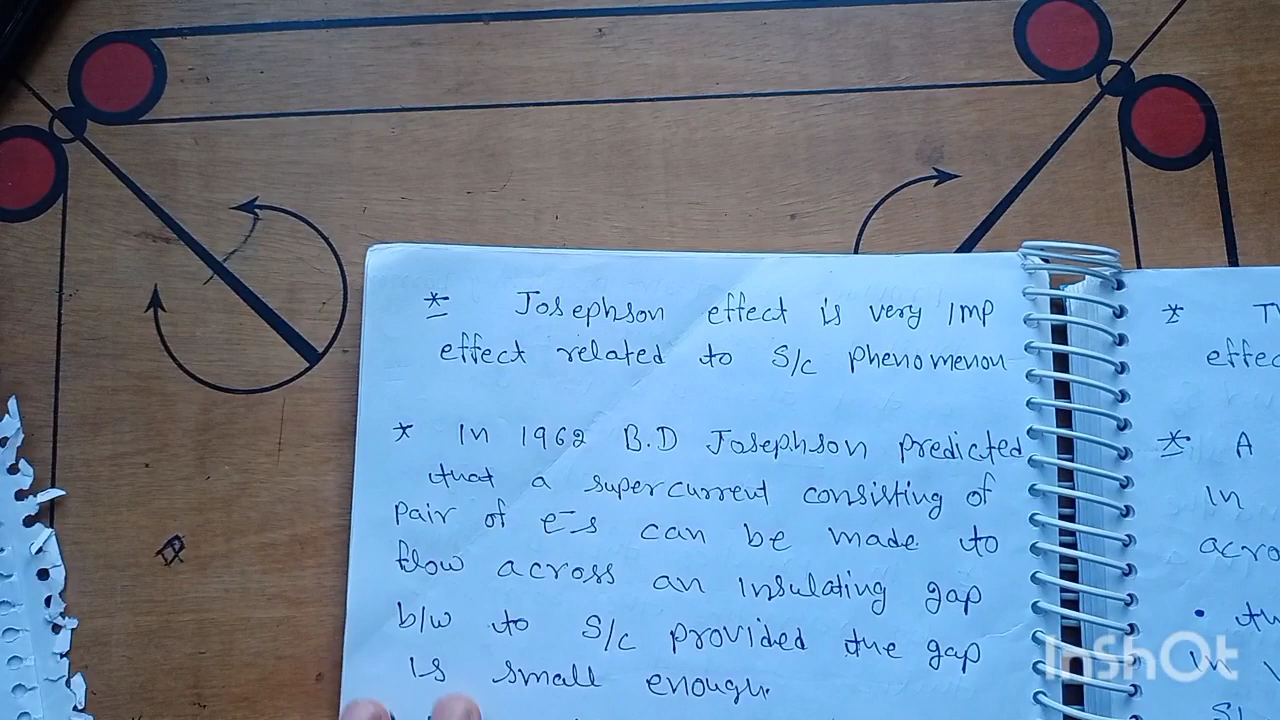 * Josephson effect is very Imp
effect related to S/c phenomenon
* In 1962 B.D Josephson predicted
that a supercurrent consisting of
pair of e⁻s can be made to
flow across an insulating gap
b/w to S/c provided the gap
is small enough.
* T
effec
* A
in
acro
• th
in
S/
InShOt